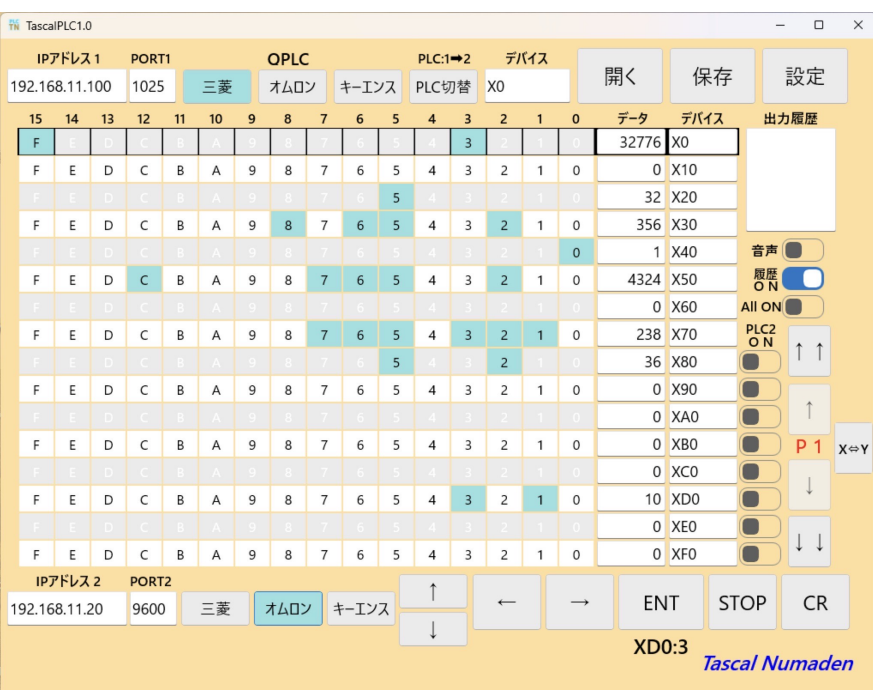 TascalPLC1.0
IPアドレス 1 PORT1 OPLC PLC:1➡2 デバイス
192.168.11.100 1025 三菱 オムロン キーエンス PLC切替 X0 開く 保存 設定
15 14 13 12 11 10 9 8 7 6 5 4 3 2 1 0 データ デバイス 出力履歴
F E D C B A 9 8 7 6 5 4 3 2 1 0 32776 X0
F E D C B A 9 8 7 6 5 4 3 2 1 0 0 X10
F E D C B A 9 8 7 6 5 4 3 2 1 0 32 X20
F E D C B A 9 8 7 6 5 4 3 2 1 0 356 X30
F E D C B A 9 8 7 6 5 4 3 2 1 0 1 X40 音声
F E D C B A 9 8 7 6 5 4 3 2 1 0 4324 X50 履歴 ON
F E D C B A 9 8 7 6 5 4 3 2 1 0 0 X60 All ON
F E D C B A 9 8 7 6 5 4 3 2 1 0 238 X70 PLC2 ON
F E D C B A 9 8 7 6 5 4 3 2 1 0 36 X80 ↑ ↑
F E D C B A 9 8 7 6 5 4 3 2 1 0 0 X90
F E D C B A 9 8 7 6 5 4 3 2 1 0 0 XA0 ↑
F E D C B A 9 8 7 6 5 4 3 2 1 0 0 XB0 P 1 X⇔Y
F E D C B A 9 8 7 6 5 4 3 2 1 0 0 XC0
F E D C B A 9 8 7 6 5 4 3 2 1 0 10 XD0 ↓
F E D C B A 9 8 7 6 5 4 3 2 1 0 0 XE0
F E D C B A 9 8 7 6 5 4 3 2 1 0 0 XF0 ↓ ↓
IPアドレス 2 PORT2
192.168.11.20 9600 三菱 オムロン キーエンス ↑ ↓ ← → ENT STOP CR
XD0:3
Tascal Numaden